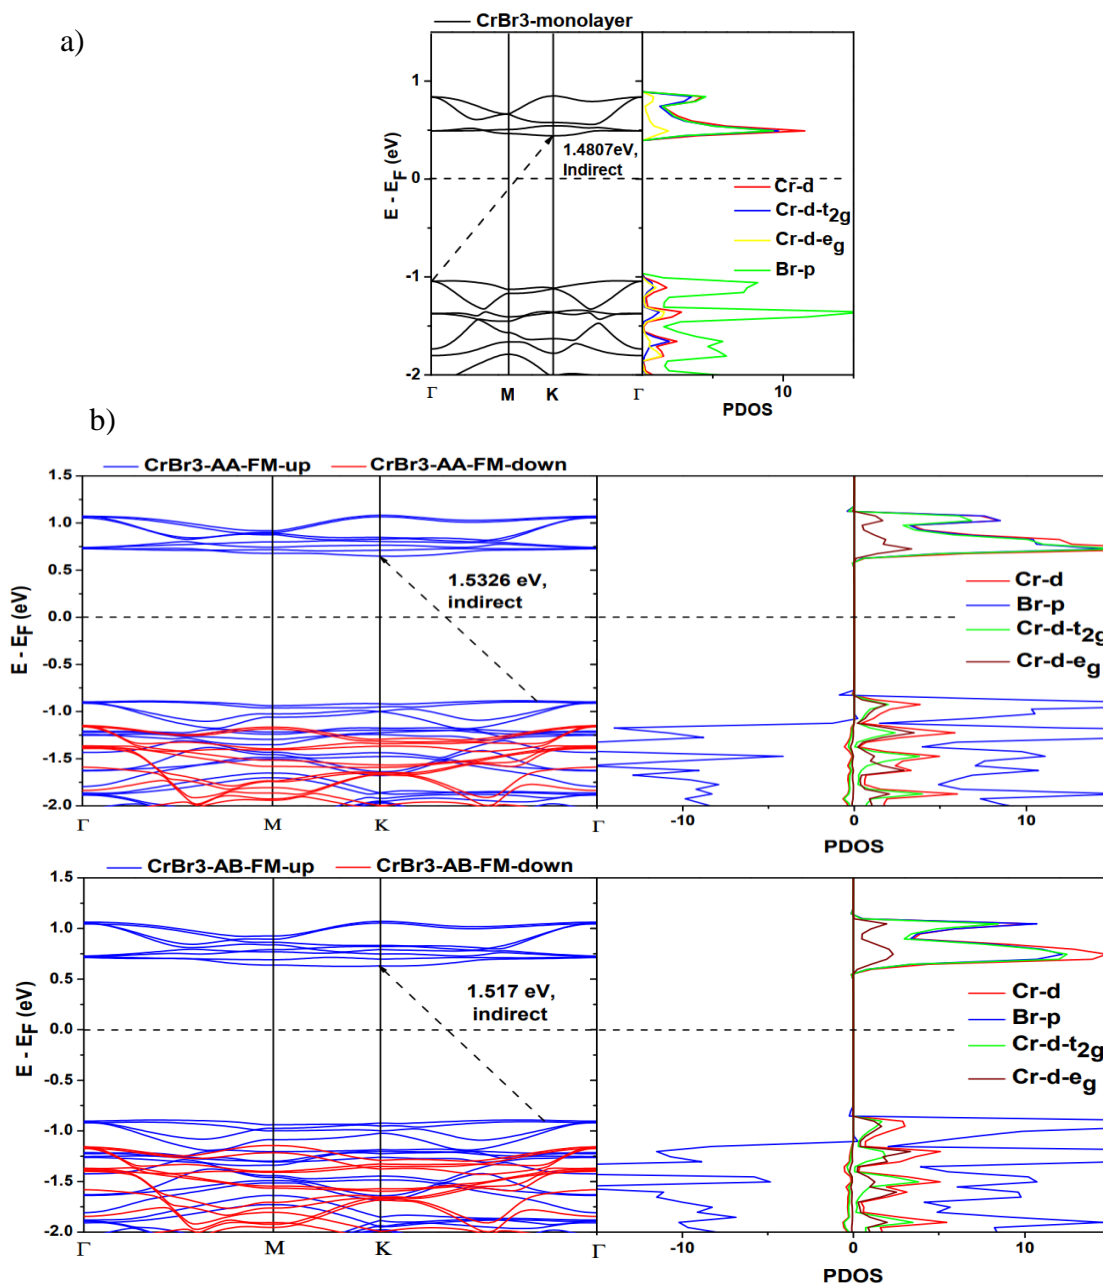 a)
CrBr3-monolayer
E - E_F (eV)
1
0
-1
-2
1.4807eV,
Indirect
Cr-d
Cr-d-t2g
Cr-d-eg
Br-p
Γ M K Γ
10
PDOS
b)
CrBr3-AA-FM-up CrBr3-AA-FM-down
E - E_F (eV)
1.5
1.0
0.5
0.0
-0.5
-1.0
-1.5
-2.0
1.5326 eV,
indirect
Cr-d
Br-p
Cr-d-t2g
Cr-d-eg
Γ M K Γ
-10 0 10
PDOS
CrBr3-AB-FM-up CrBr3-AB-FM-down
E - E_F (eV)
1.5
1.0
0.5
0.0
-0.5
-1.0
-1.5
-2.0
1.517 eV,
indirect
Cr-d
Br-p
Cr-d-t2g
Cr-d-eg
Γ M K Γ
-10 0 10
PDOS